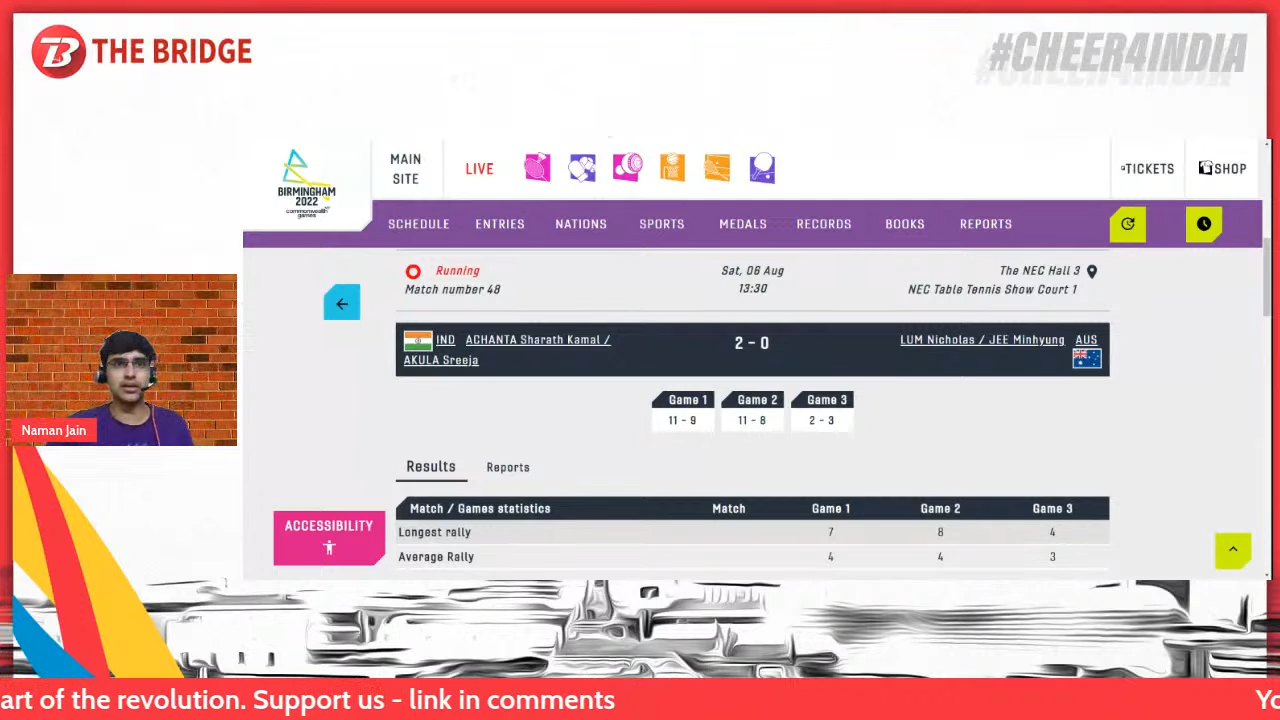 THE BRIDGE
#CHEER4INDIA
BIRMINGHAM
2022
commonwealth
games
MAIN
SITE
LIVE
TICKETS
SHOP
SCHEDULE ENTRIES NATIONS SPORTS MEDALS RECORDS BOOKS REPORTS
Running
Match number 48
Sat, 06 Aug
13:30
The NEC Hall 3
NEC Table Tennis Show Court 1
IND ACHANTA Sharath Kamal /
AKULA Sreeja
2 - 0
LUM Nicholas / JEE Minhyung AUS
Game 1 Game 2 Game 3
11 - 9 11 - 8 2 - 3
Results Reports
Match / Games statistics Match Game 1 Game 2 Game 3
Longest rally 7 8 4
Average Rally 4 4 3
ACCESSIBILITY
Naman Jain
art of the revolution. Support us - link in comments
Yo